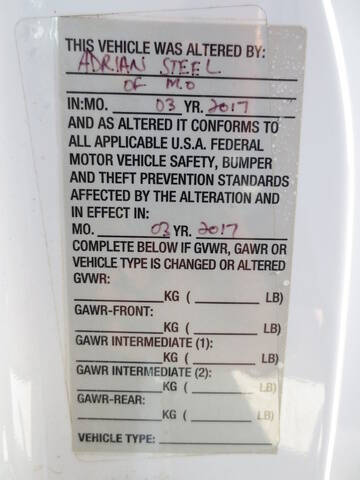 THIS VEHICLE WAS ALTERED BY:
ADRIAN STEEL
OF M.O
IN:MO. 03 YR. 2017
AND AS ALTERED IT CONFORMS TO
ALL APPLICABLE U.S.A. FEDERAL
MOTOR VEHICLE SAFETY, BUMPER
AND THEFT PREVENTION STANDARDS
AFFECTED BY THE ALTERATION AND
IN EFFECT IN:
MO. 03 YR. 2017
COMPLETE BELOW IF GVWR, GAWR OR
VEHICLE TYPE IS CHANGED OR ALTERED
GVWR:
KG ( LB)
GAWR-FRONT:
KG ( LB)
GAWR INTERMEDIATE (1):
KG ( LB)
GAWR INTERMEDIATE (2):
KG ( LB)
GAWR-REAR:
KG ( LB)
VEHICLE TYPE: